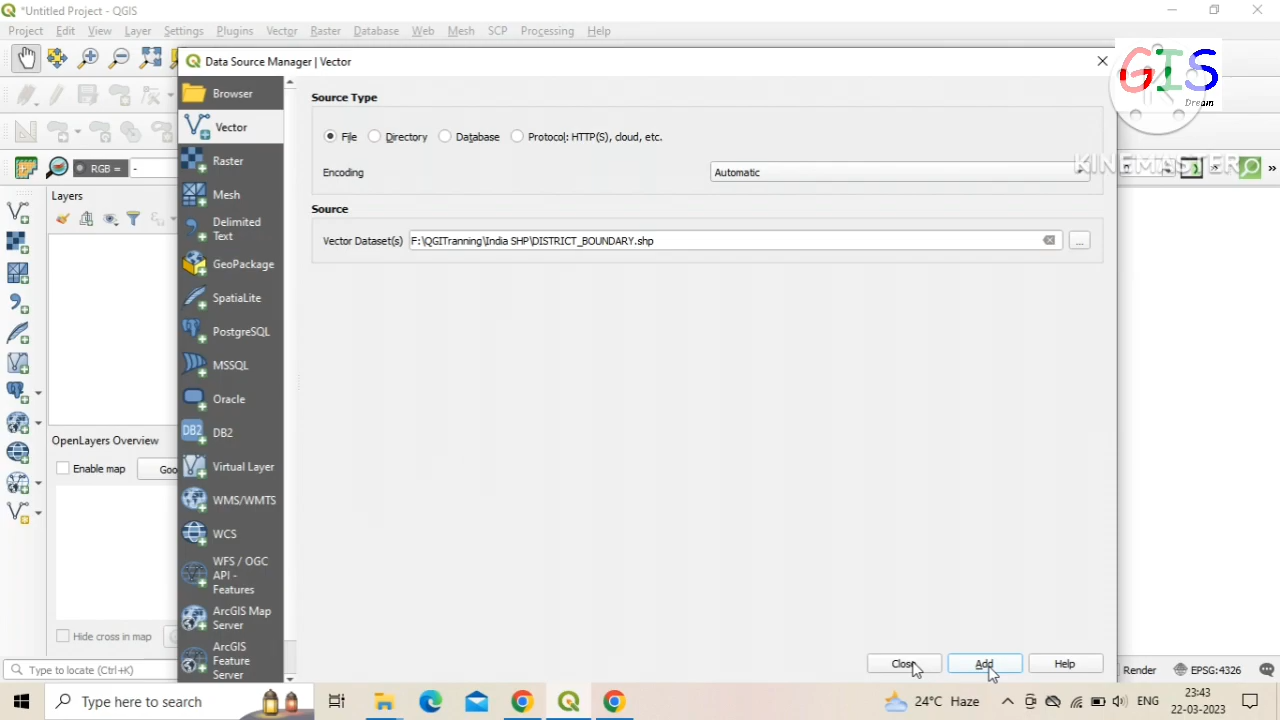 *Untitled Project - QGIS
Project Edit View Layer Settings Plugins Vector Raster Database Web Mesh SCP Processing Help
Data Source Manager | Vector
GIS
Dream
KINEMASTER
Browser
Vector
Raster
Mesh
Delimited
Text
GeoPackage
SpatiaLite
PostgreSQL
MSSQL
Oracle
DB2
DB2
Virtual Layer
WMS/WMTS
WCS
WFS / OGC
API -
Features
ArcGIS Map
Server
ArcGIS
Feature
Server
Source Type
File Directory Database Protocol: HTTP(S), cloud, etc.
Encoding Automatic
Source
Vector Dataset(s) F:\QGITranning\India SHP\DISTRICT_BOUNDARY.shp ...
RGB = -
Layers
OpenLayers Overview
Enable map Goo
Hide cross in map
Close Add Help
Type to locate (Ctrl+K) Render EPSG:4326
Type here to search 24°C Haze ENG 23:43
22-03-2023